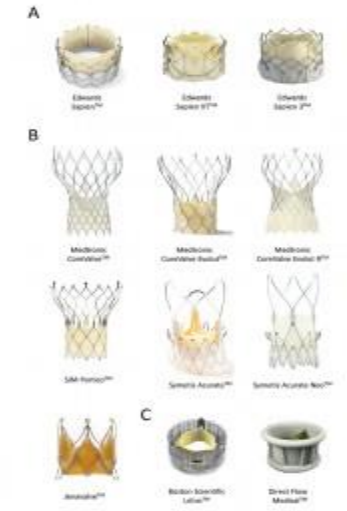 A
Edwards
Sapien™
Edwards
Sapien XT™
Edwards
Sapien 3™
B
Medtronic
CoreValve™
Medtronic
CoreValve Evolut™
Medtronic
CoreValve Evolut R™
SJM Portico™
Symetis Acurate™
Symetis Acurate Neo™
JenaValve™
C
Boston Scientific
Lotus™
Direct Flow
Medical™